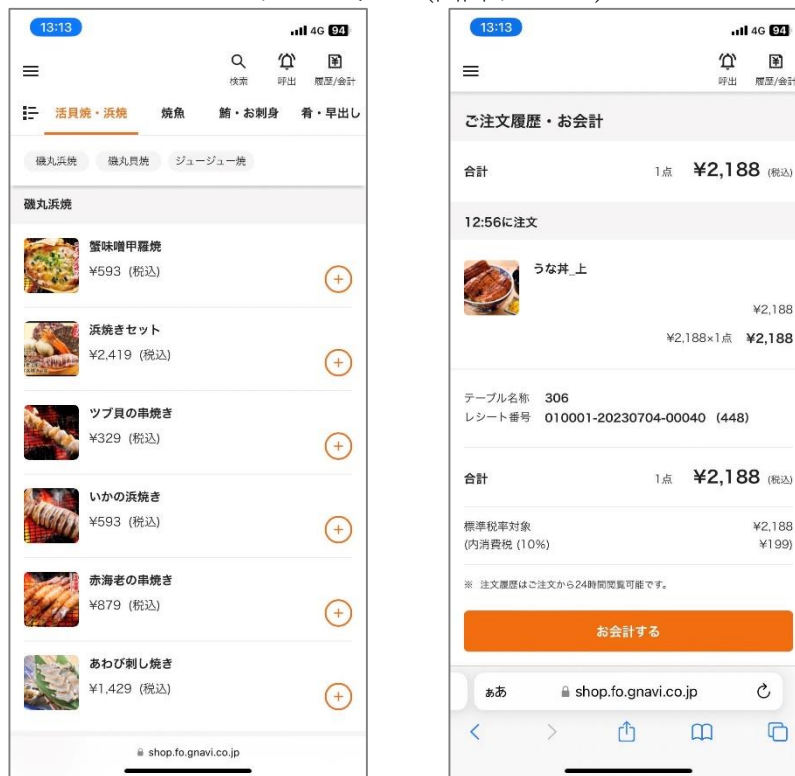 13:13
4G 94
検索
呼出
履歴/会計
活貝焼・浜焼
焼魚
鮪・お刺身
肴・早出し
磯丸浜焼
磯丸貝焼
ジュージュー焼
磯丸浜焼
蟹味噌甲羅焼
¥593 (税込)
浜焼きセット
¥2,419 (税込)
ツブ貝の串焼き
¥329 (税込)
いかの浜焼き
¥593 (税込)
赤海老の串焼き
¥879 (税込)
あわび刺し焼き
¥1,429 (税込)
shop.fo.gnavi.co.jp
13:13
4G 94
呼出
履歴/会計
ご注文履歴・お会計
合計 1点 ¥2,188 (税込)
12:56に注文
うな丼_上
¥2,188
¥2,188×1点 ¥2,188
テーブル名称 306
レシート番号 010001-20230704-00040 (448)
合計 1点 ¥2,188 (税込)
標準税率対象 ¥2,188
(内消費税 (10%) ¥199)
※ 注文履歴はご注文から24時間閲覧可能です。
お会計する
ぁあ shop.fo.gnavi.co.jp